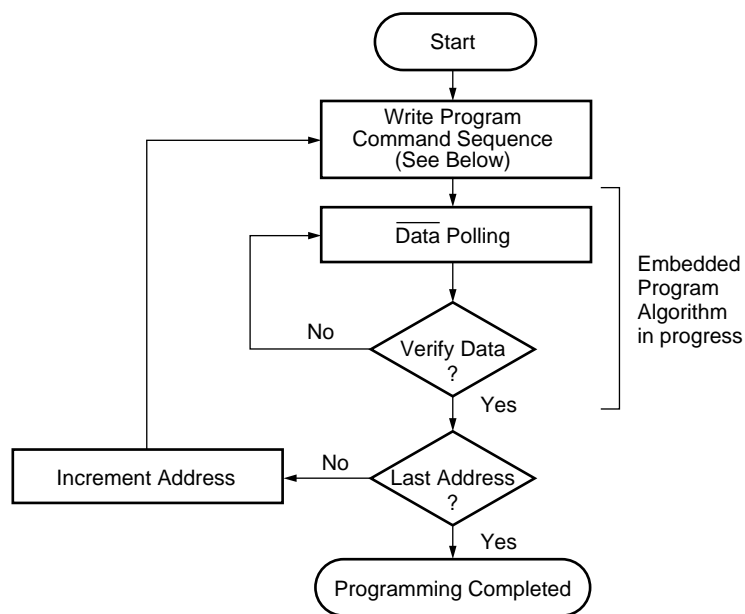 Start
Write Program
Command Sequence
(See Below)
Data Polling
Embedded
Program
Algorithm
in progress
No
Verify Data
?
Yes
Increment Address
No
Last Address
?
Yes
Programming Completed